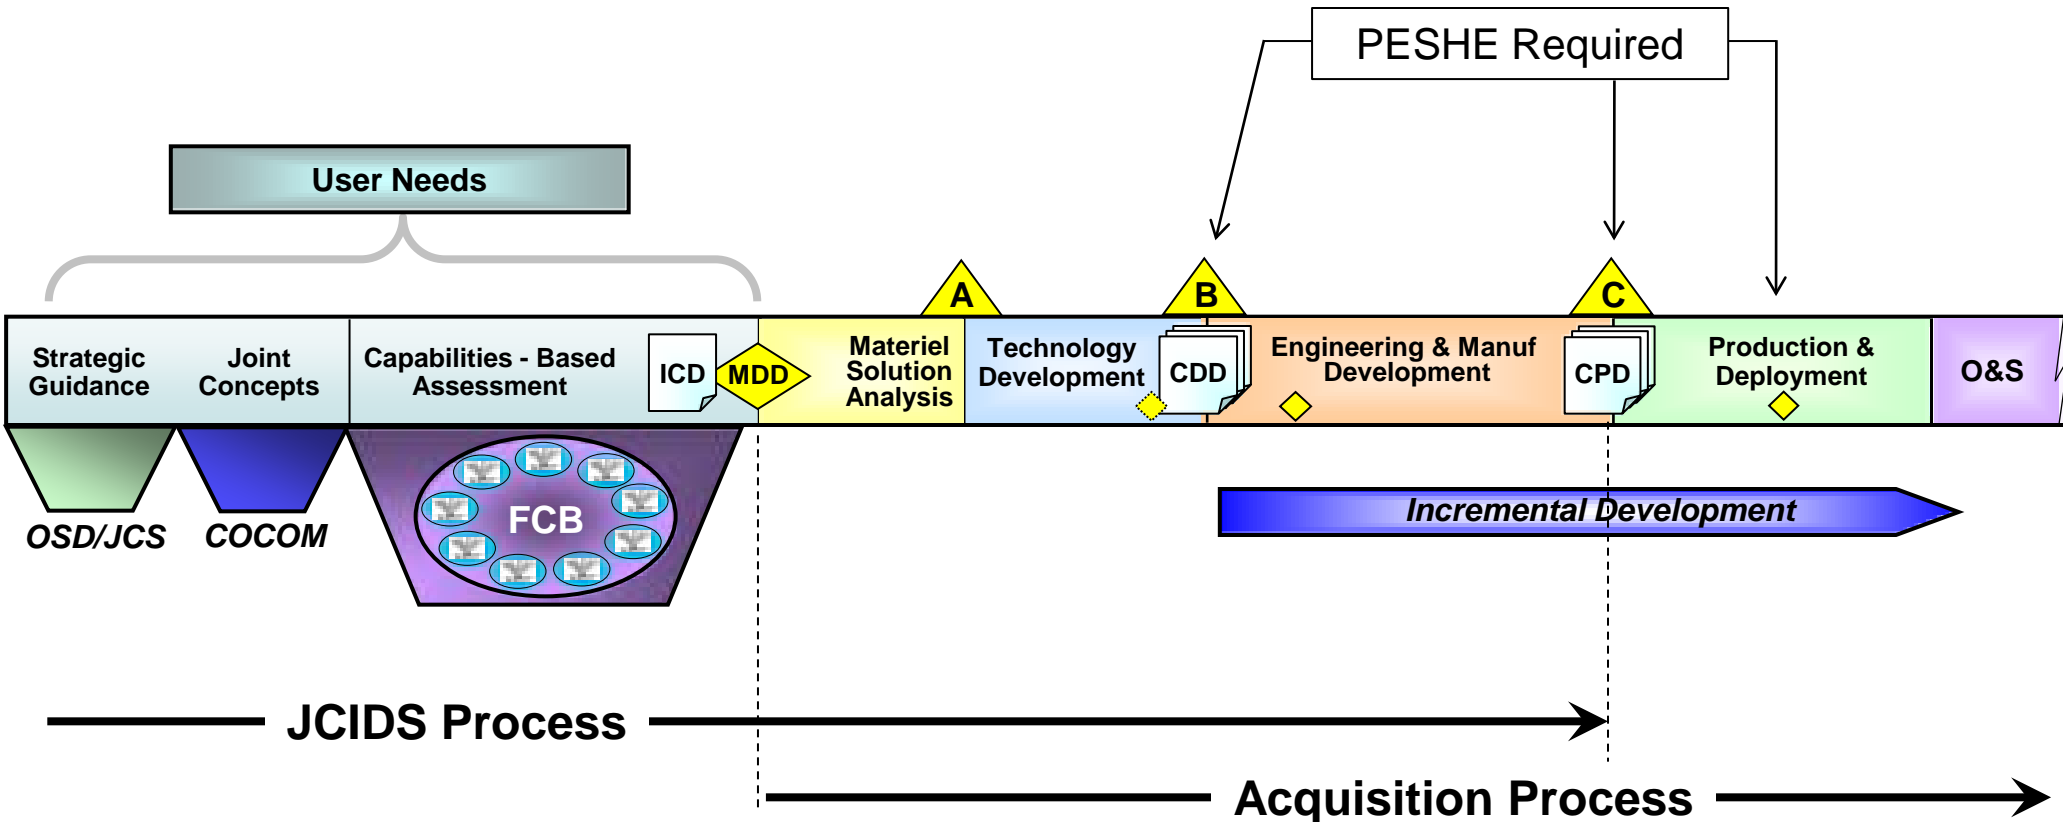 PESHE Required
User Needs
A
B
C
Strategic
Guidance
Joint
Concepts
Capabilities - Based
Assessment
ICD
MDD
Materiel
Solution
Analysis
Technology
Development
CDD
Engineering & Manuf
Development
CPD
Production &
Deployment
O&S
OSD/JCS
COCOM
FCB
Incremental Development
JCIDS Process
Acquisition Process